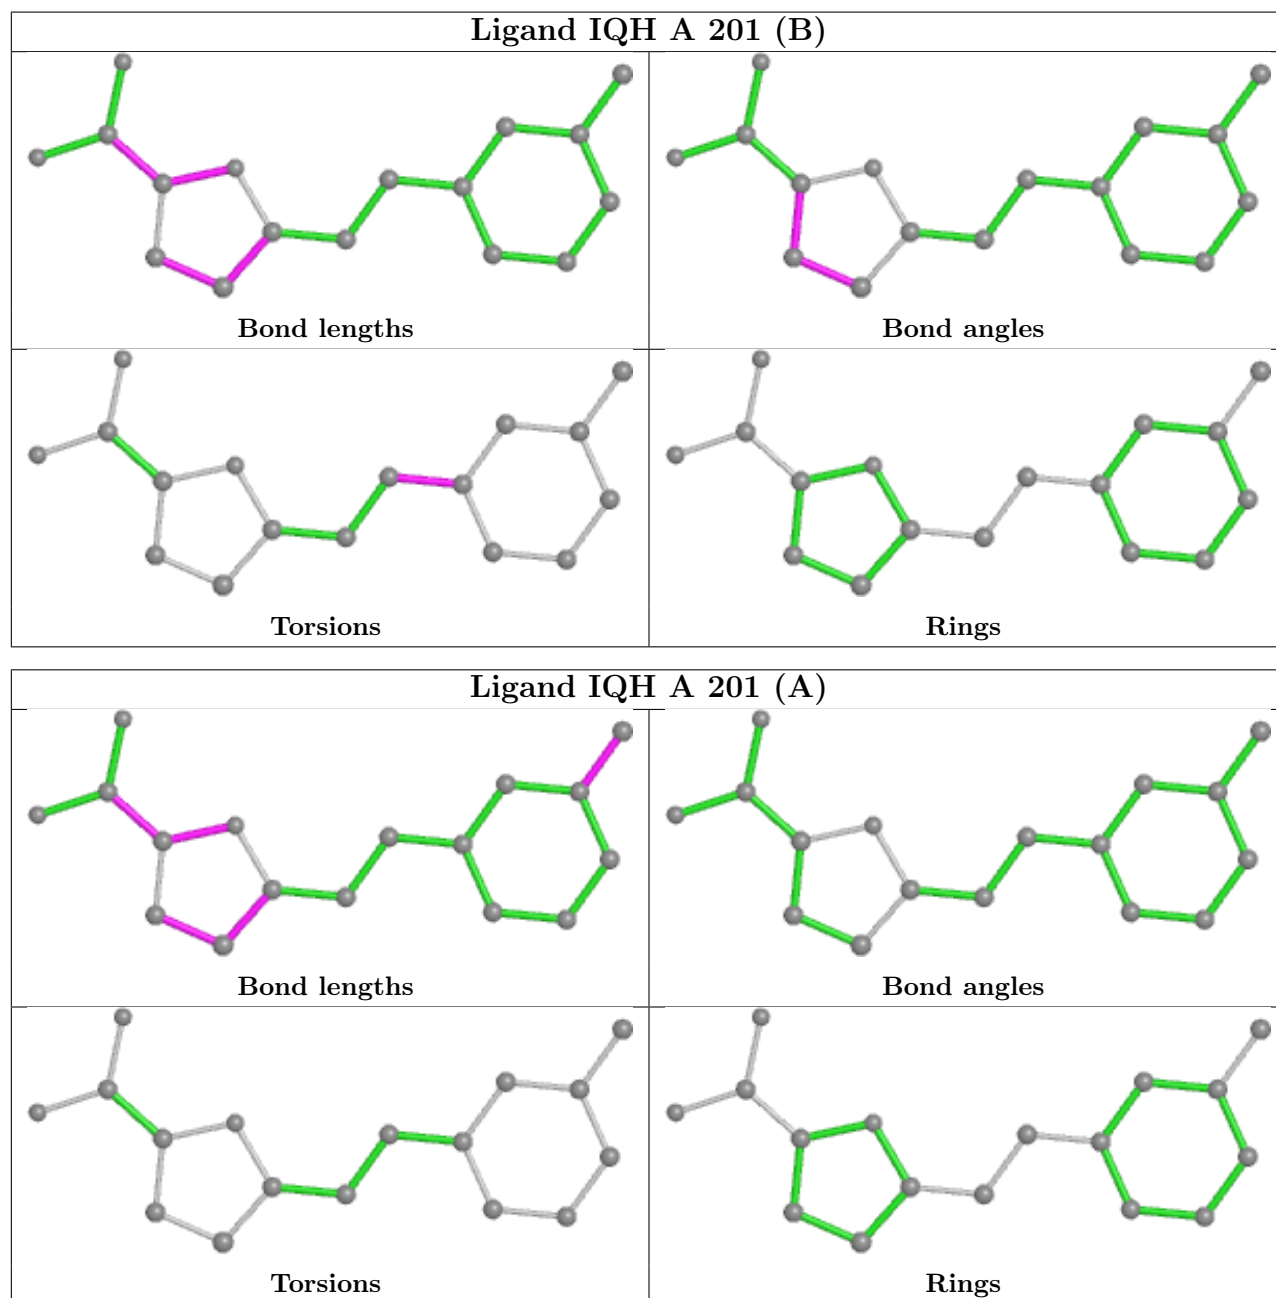 Ligand IQH A 201 (B)
Bond lengths
Bond angles
Torsions
Rings
Ligand IQH A 201 (A)
Bond lengths
Bond angles
Torsions
Rings